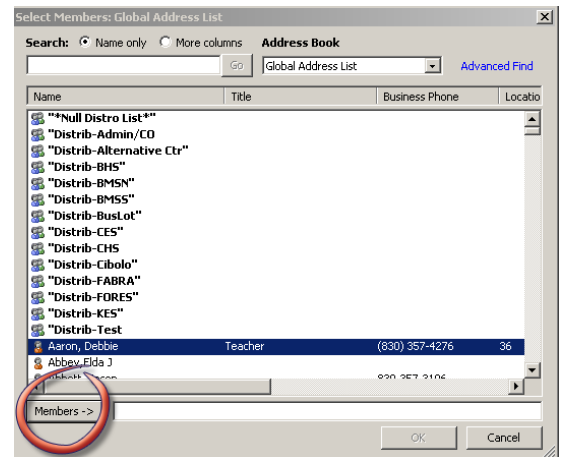 Select Members: Global Address List
Search: Name only More columns Address Book
Go Global Address List Advanced Find
Name Title Business Phone Locatio
"*Null Distro List*"
"Distrib-Admin/CO
"Distrib-Alternative Ctr"
"Distrib-BHS"
"Distrib-BMSN"
"Distrib-BMSS"
"Distrib-BusLot"
"Distrib-CES"
"Distrib-CHS
"Distrib-Cibolo"
"Distrib-FABRA"
"Distrib-FORES"
"Distrib-KES"
"Distrib-Test
Aaron, Debbie Teacher (830) 357-4276 36
Abbey,Elda J
Members ->
OK Cancel